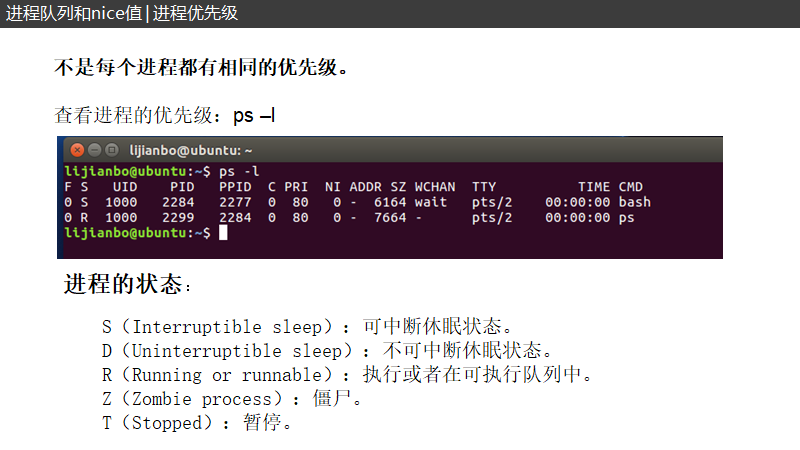 进程队列和nice值|进程优先级
不是每个进程都有相同的优先级。
查看进程的优先级：ps –l
lijianbo@ubuntu: ~
lijianbo@ubuntu:~$ ps -l
F S   UID    PID   PPID  C PRI  NI ADDR SZ WCHAN  TTY          TIME CMD
0 S  1000   2284   2277  0  80   0 -  6164 wait   pts/2    00:00:00 bash
0 R  1000   2299   2284  0  80   0 -  7664 -      pts/2    00:00:00 ps
lijianbo@ubuntu:~$
进程的状态：
S（Interruptible sleep）：可中断休眠状态。
D（Uninterruptible sleep）：不可中断休眠状态。
R（Running or runnable）：执行或者在可执行队列中。
Z（Zombie process）：僵尸。
T（Stopped）：暂停。